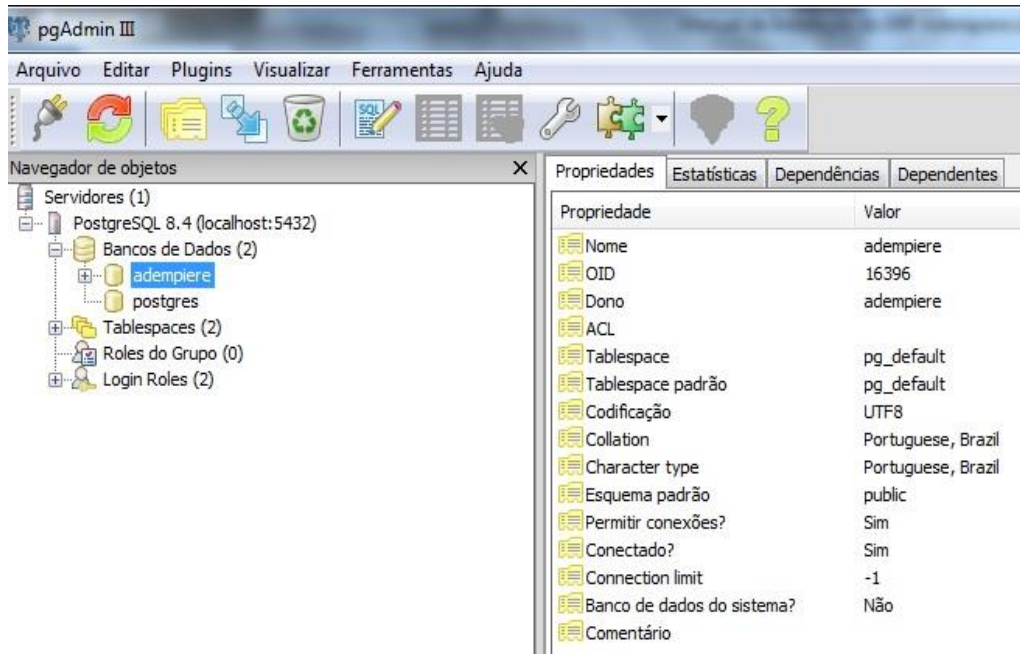 pgAdmin III
Arquivo Editar Plugins Visualizar Ferramentas Ajuda
SQL
Navegador de objetos X
Servidores (1)
PostgreSQL 8.4 (localhost:5432)
Bancos de Dados (2)
adempiere
postgres
Tablespaces (2)
Roles do Grupo (0)
Login Roles (2)
Propriedades Estatísticas Dependências Dependentes
Propriedade Valor
Nome adempiere
OID 16396
Dono adempiere
ACL
Tablespace pg_default
Tablespace padrão pg_default
Codificação UTF8
Collation Portuguese, Brazil
Character type Portuguese, Brazil
Esquema padrão public
Permitir conexões? Sim
Conectado? Sim
Connection limit -1
Banco de dados do sistema? Não
Comentário